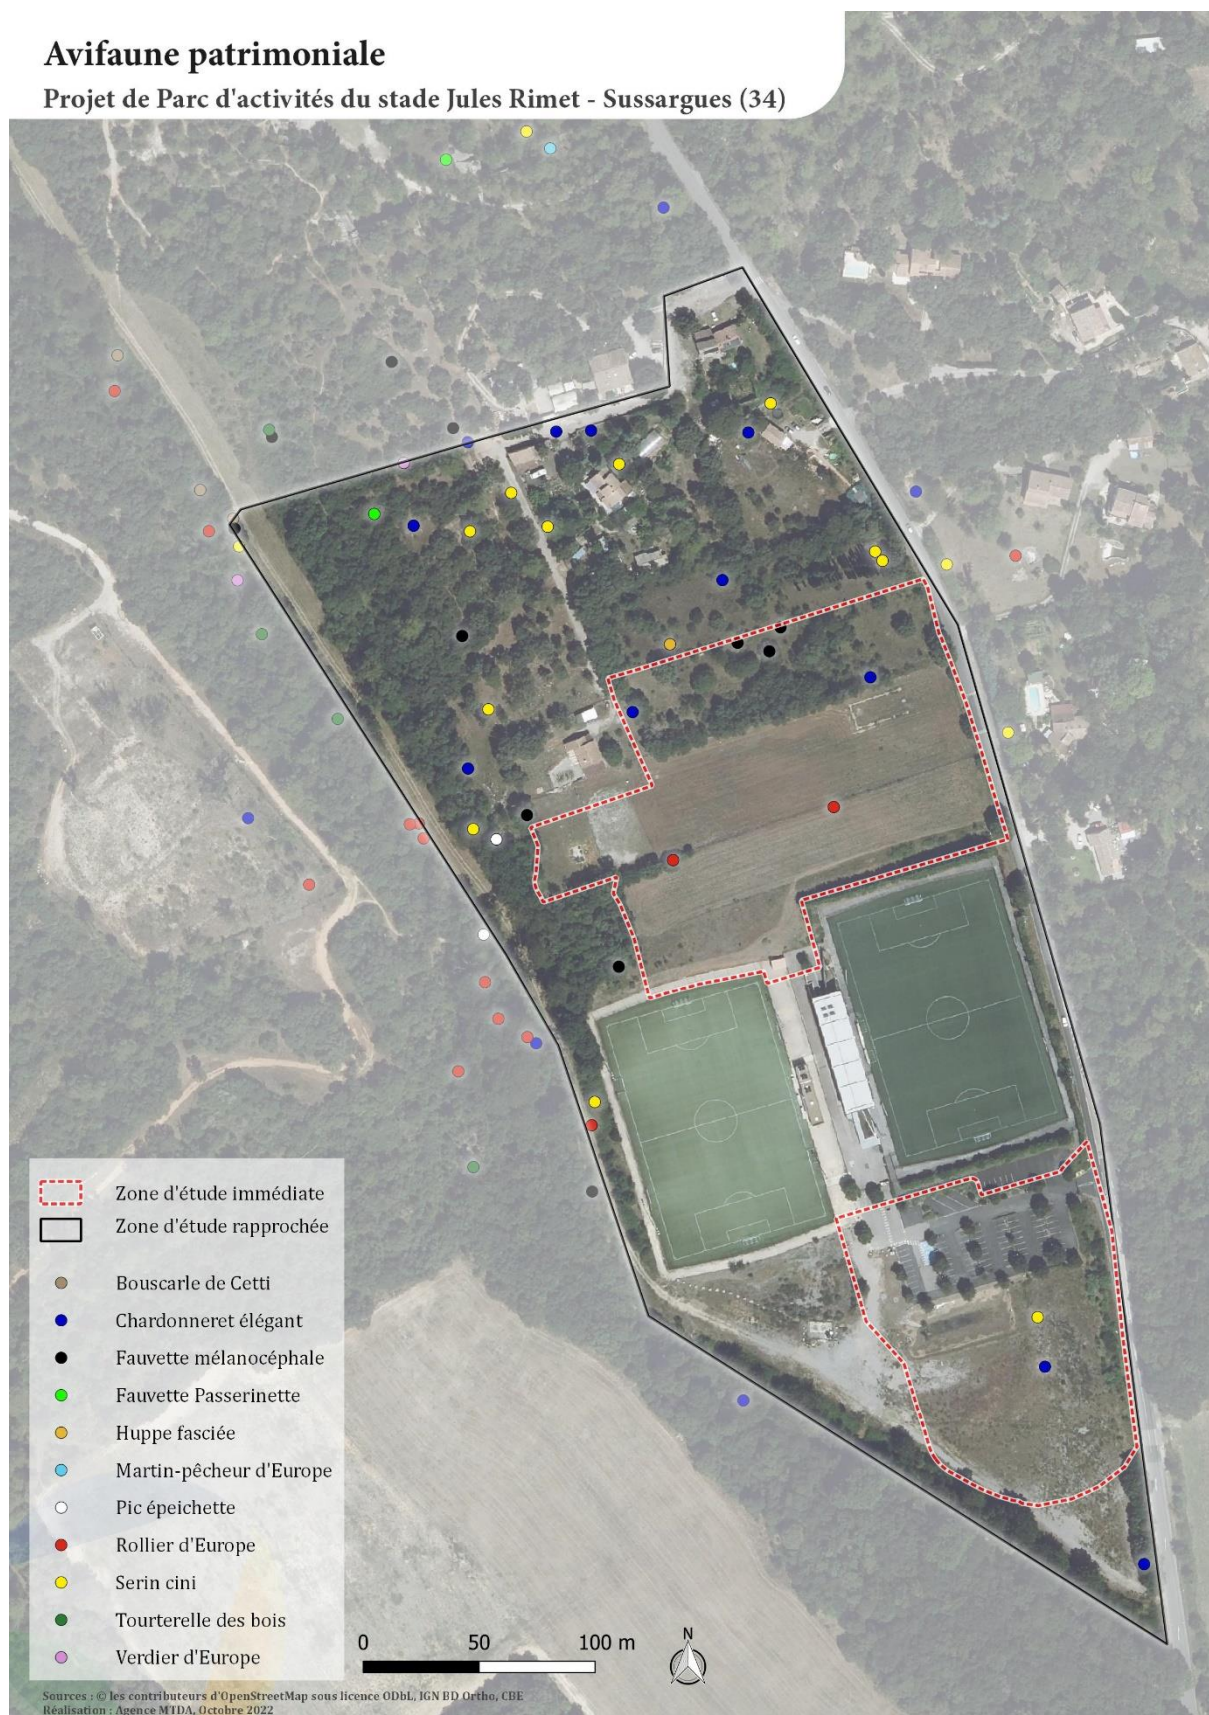 Avifaune patrimoniale
Projet de Parc d'activités du stade Jules Rimet - Sussargues (34)
Zone d'étude immédiate
Zone d'étude rapprochée
Bouscarle de Cetti
Chardonneret élégant
Fauvette mélanocéphale
Fauvette Passerinette
Huppe fasciée
Martin-pêcheur d'Europe
Pic épeichette
Rollier d'Europe
Serin cini
Tourterelle des bois
Verdier d'Europe
0 50 100 m
N
Sources : © les contributeurs d'OpenStreetMap sous licence ODbL, IGN BD Ortho, CBE
Réalisation : Agence MTDA, Octobre 2022